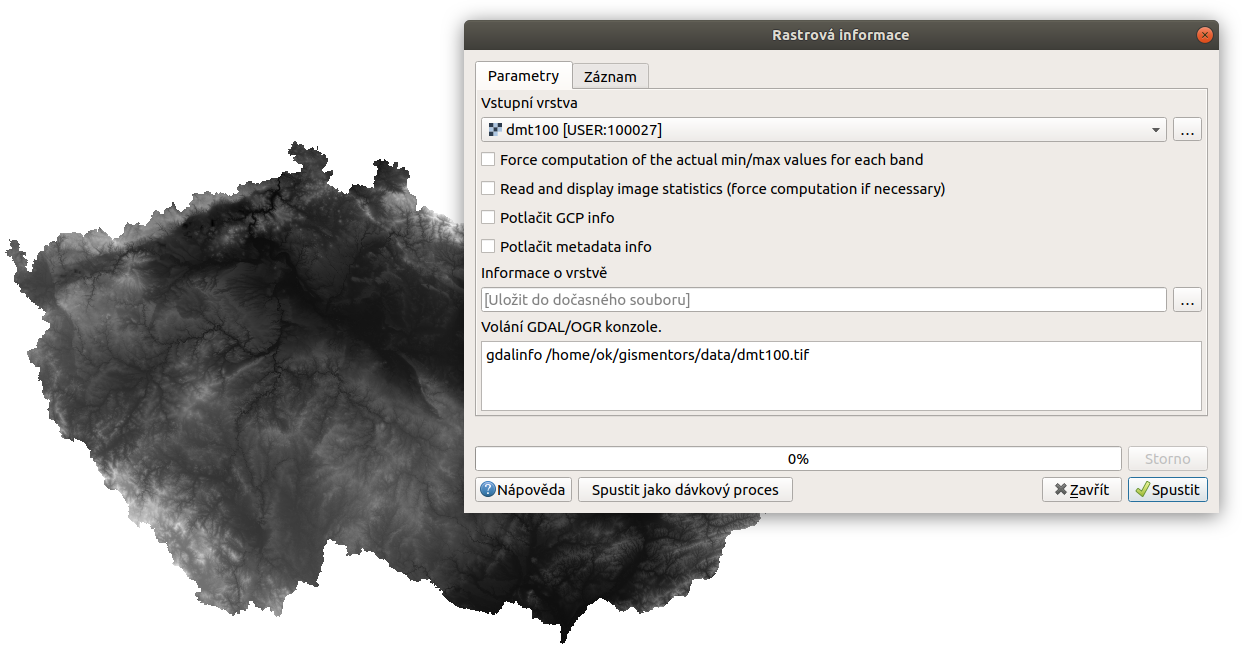 Rastrová informace
Parametry
Záznam
Vstupní vrstva
dmt100 [USER:100027]
...
Force computation of the actual min/max values for each band
Read and display image statistics (force computation if necessary)
Potlačit GCP info
Potlačit metadata info
Informace o vrstvě
[Uložit do dočasného souboru]
...
Volání GDAL/OGR konzole.
gdalinfo /home/ok/gismentors/data/dmt100.tif
0%
Storno
Nápověda
Spustit jako dávkový proces
Zavřít
Spustit